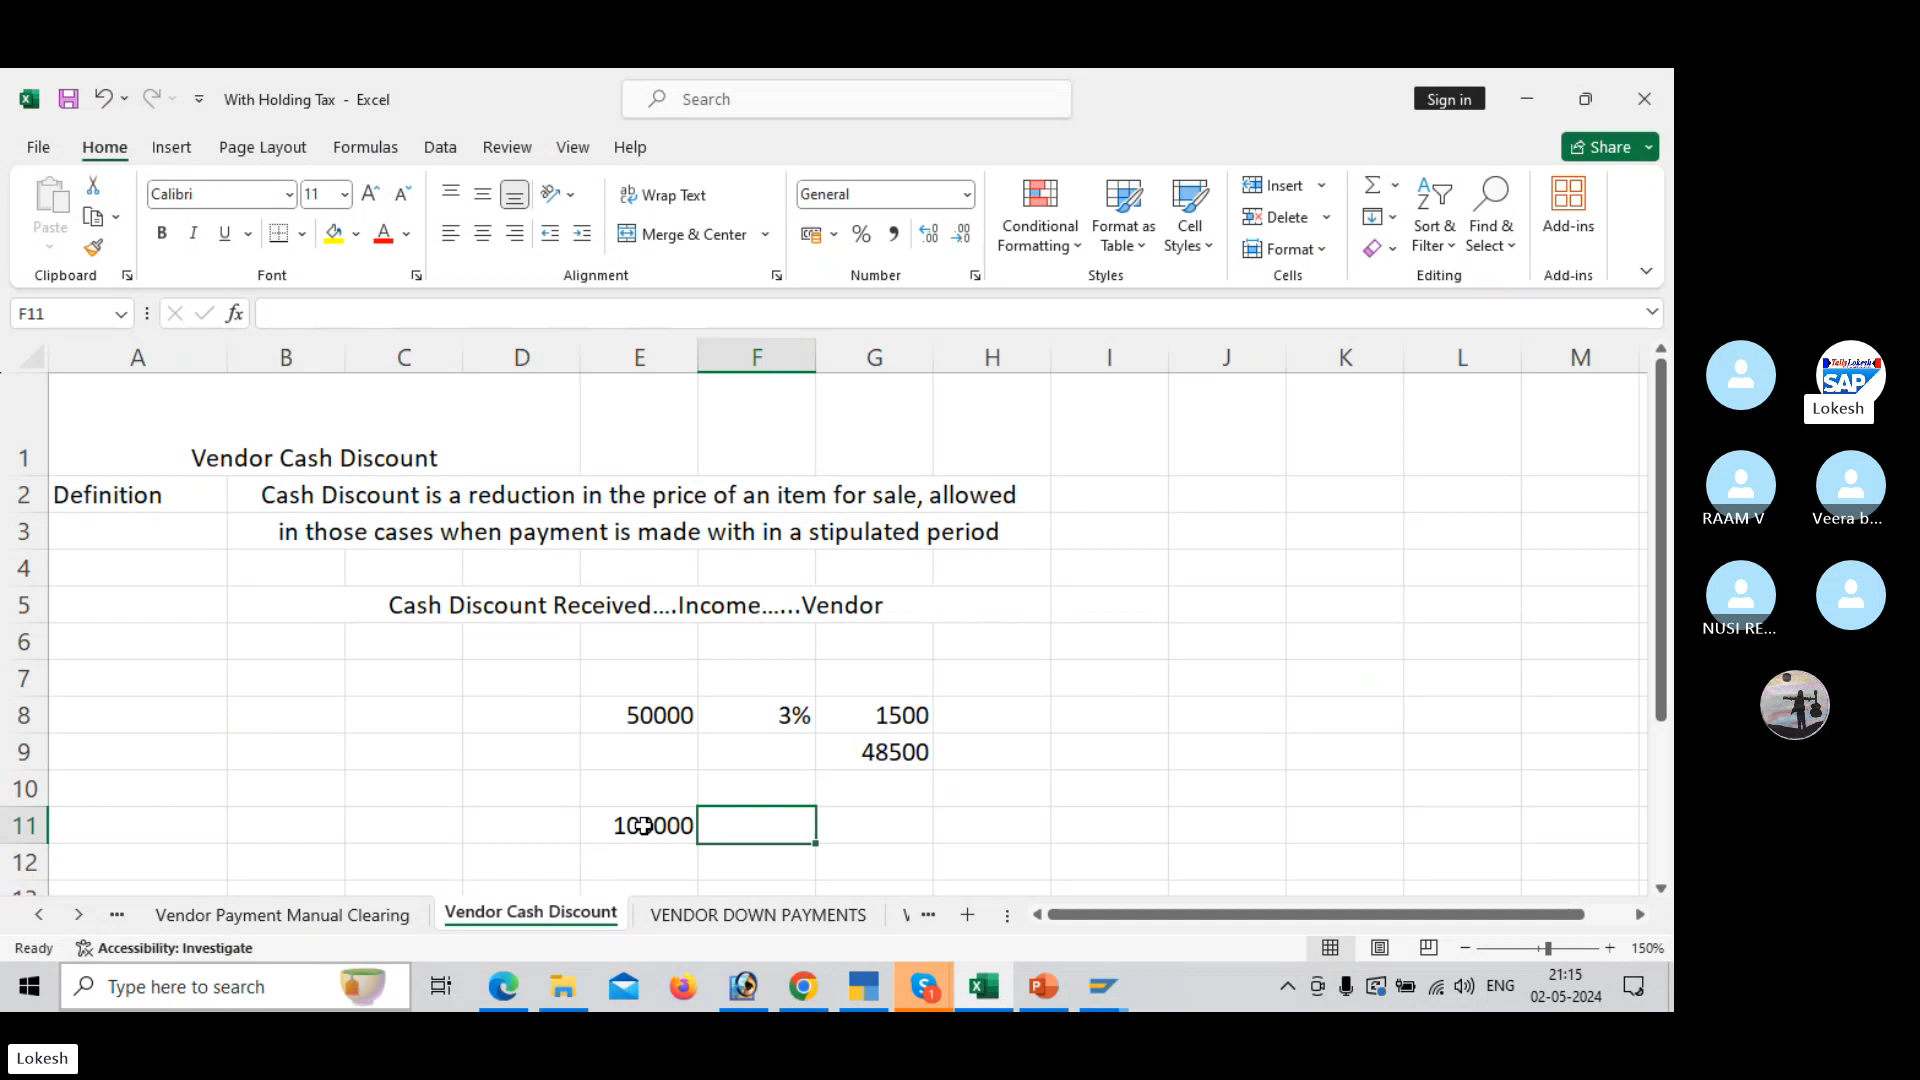 With Holding Tax - Excel
Search
Sign in
File Home Insert Page Layout Formulas Data Review View Help
Share
Paste
Calibri 11
Wrap Text
General
Merge & Center
Conditional Formatting
Format as Table
Cell Styles
Insert
Delete
Format
Sort & Filter
Find & Select
Add-ins
Clipboard Font Alignment Number Styles Cells Editing Add-ins
F11 fx
A B C D E F G H I J K L M
1 Vendor Cash Discount
2 Definition Cash Discount is a reduction in the price of an item for sale, allowed
3 in those cases when payment is made with in a stipulated period
4
5 Cash Discount Received....Income......Vendor
6
7
8 50000 3% 1500
9 48500
10
11 100000
12
Vendor Payment Manual Clearing Vendor Cash Discount VENDOR DOWN PAYMENTS
Ready Accessibility: Investigate 150%
Type here to search
ENG
21:15
02-05-2024
TallyLokesh
SAP
Lokesh
RAAM V
Veera b...
NUSI RE...
Lokesh